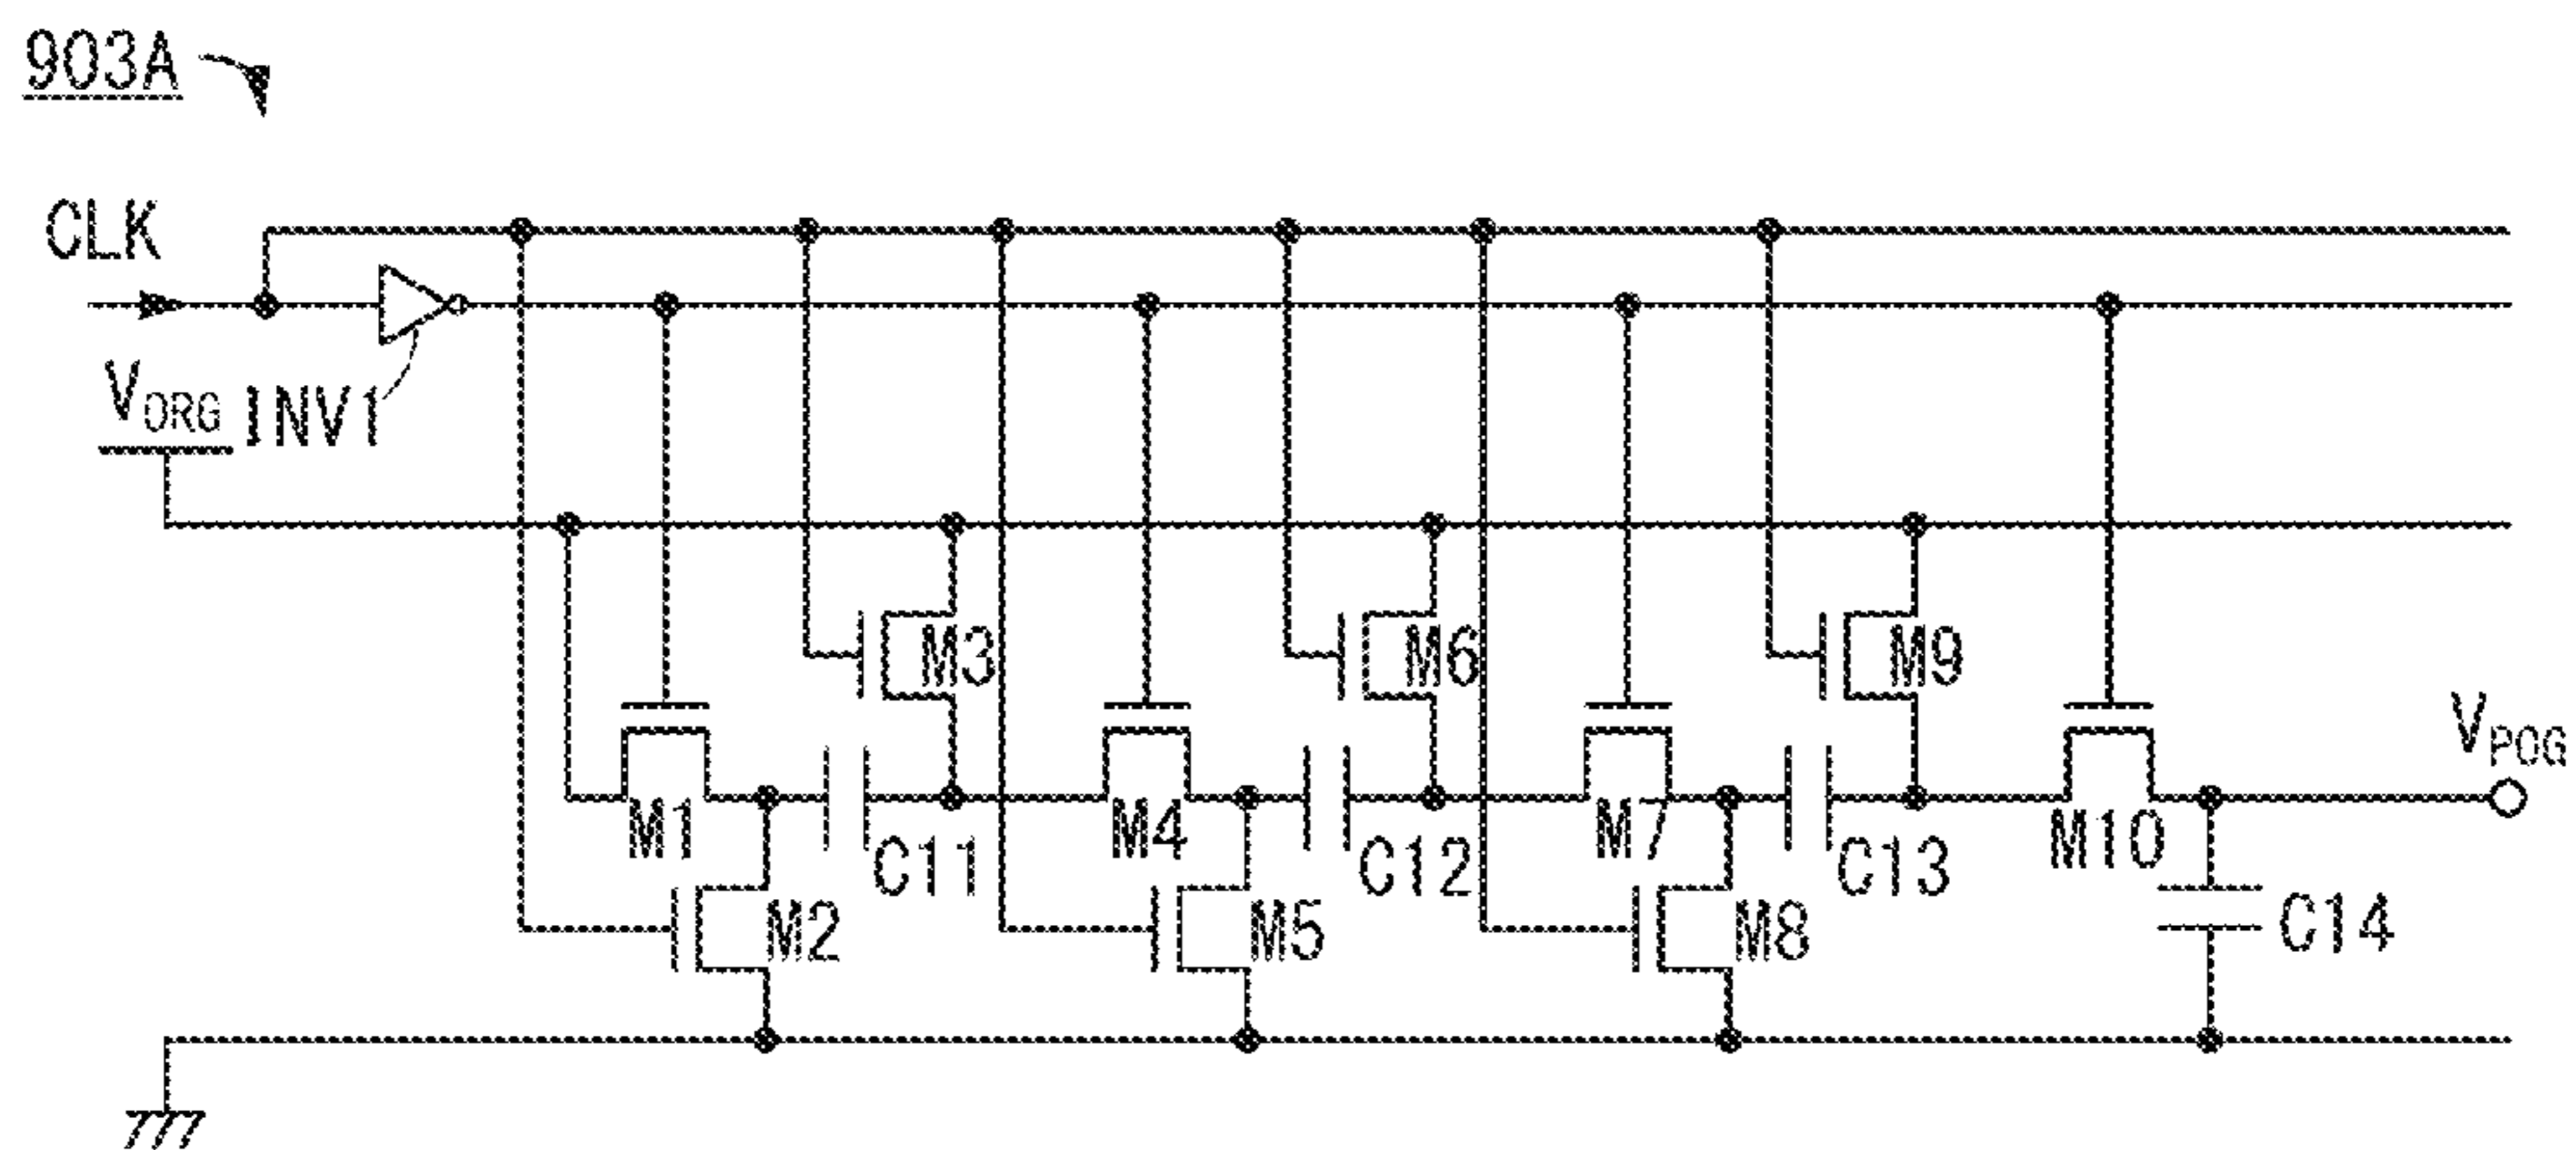 903A
CLK
VORG INV1
M3 M6 M9
VPOG
M1 M4 M7 M10
C11 C12 C13
M2 M5 M8 C14